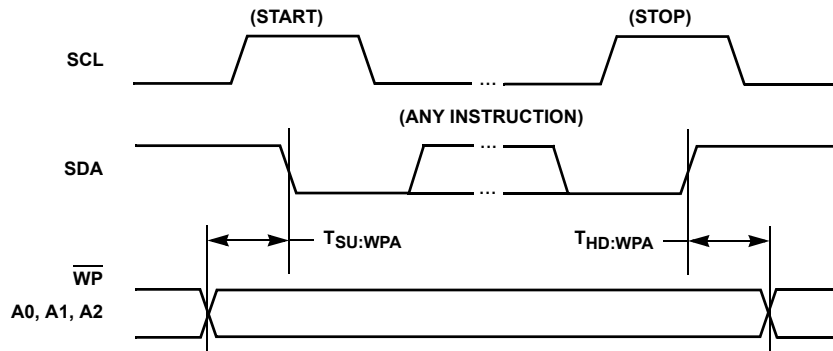 (START)
(STOP)
SCL
...
(ANY INSTRUCTION)
...
SDA
...
TSU:WPA
THD:WPA
WP
A0, A1, A2